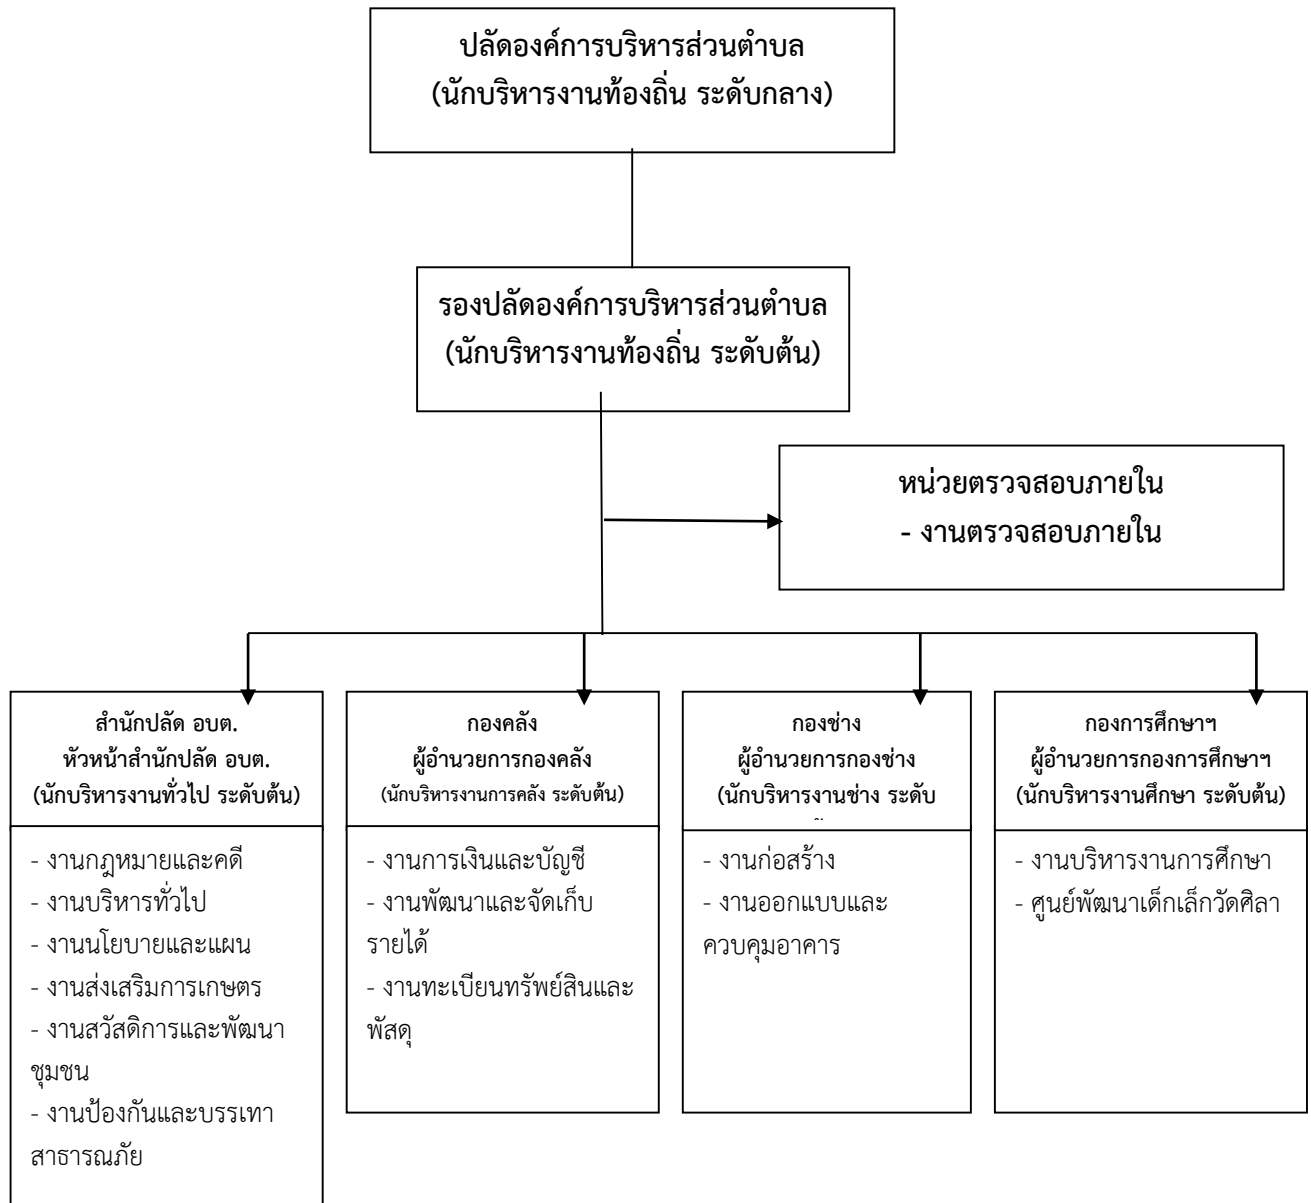 ปลัดองค์การบริหารส่วนตำบล
(นักบริหารงานท้องถิ่น ระดับกลาง)
รองปลัดองค์การบริหารส่วนตำบล
(นักบริหารงานท้องถิ่น ระดับต้น)
หน่วยตรวจสอบภายใน
- งานตรวจสอบภายใน
สำนักปลัด อบต.
หัวหน้าสำนักปลัด อบต.
(นักบริหารงานทั่วไป ระดับต้น)
- งานกฎหมายและคดี
- งานบริหารทั่วไป
- งานนโยบายและแผน
- งานส่งเสริมการเกษตร
- งานสวัสดิการและพัฒนา
ชุมชน
- งานป้องกันและบรรเทา
สาธารณภัย
กองคลัง
ผู้อำนวยการกองคลัง
(นักบริหารงานการคลัง ระดับต้น)
- งานการเงินและบัญชี
- งานพัฒนาและจัดเก็บ
รายได้
- งานทะเบียนทรัพย์สินและ
พัสดุ
กองช่าง
ผู้อำนวยการกองช่าง
(นักบริหารงานช่าง ระดับ
- งานก่อสร้าง
- งานออกแบบและ
ควบคุมอาคาร
กองการศึกษาฯ
ผู้อำนวยการกองการศึกษาฯ
(นักบริหารงานศึกษา ระดับต้น)
- งานบริหารงานการศึกษา
- ศูนย์พัฒนาเด็กเล็กวัดศิลา